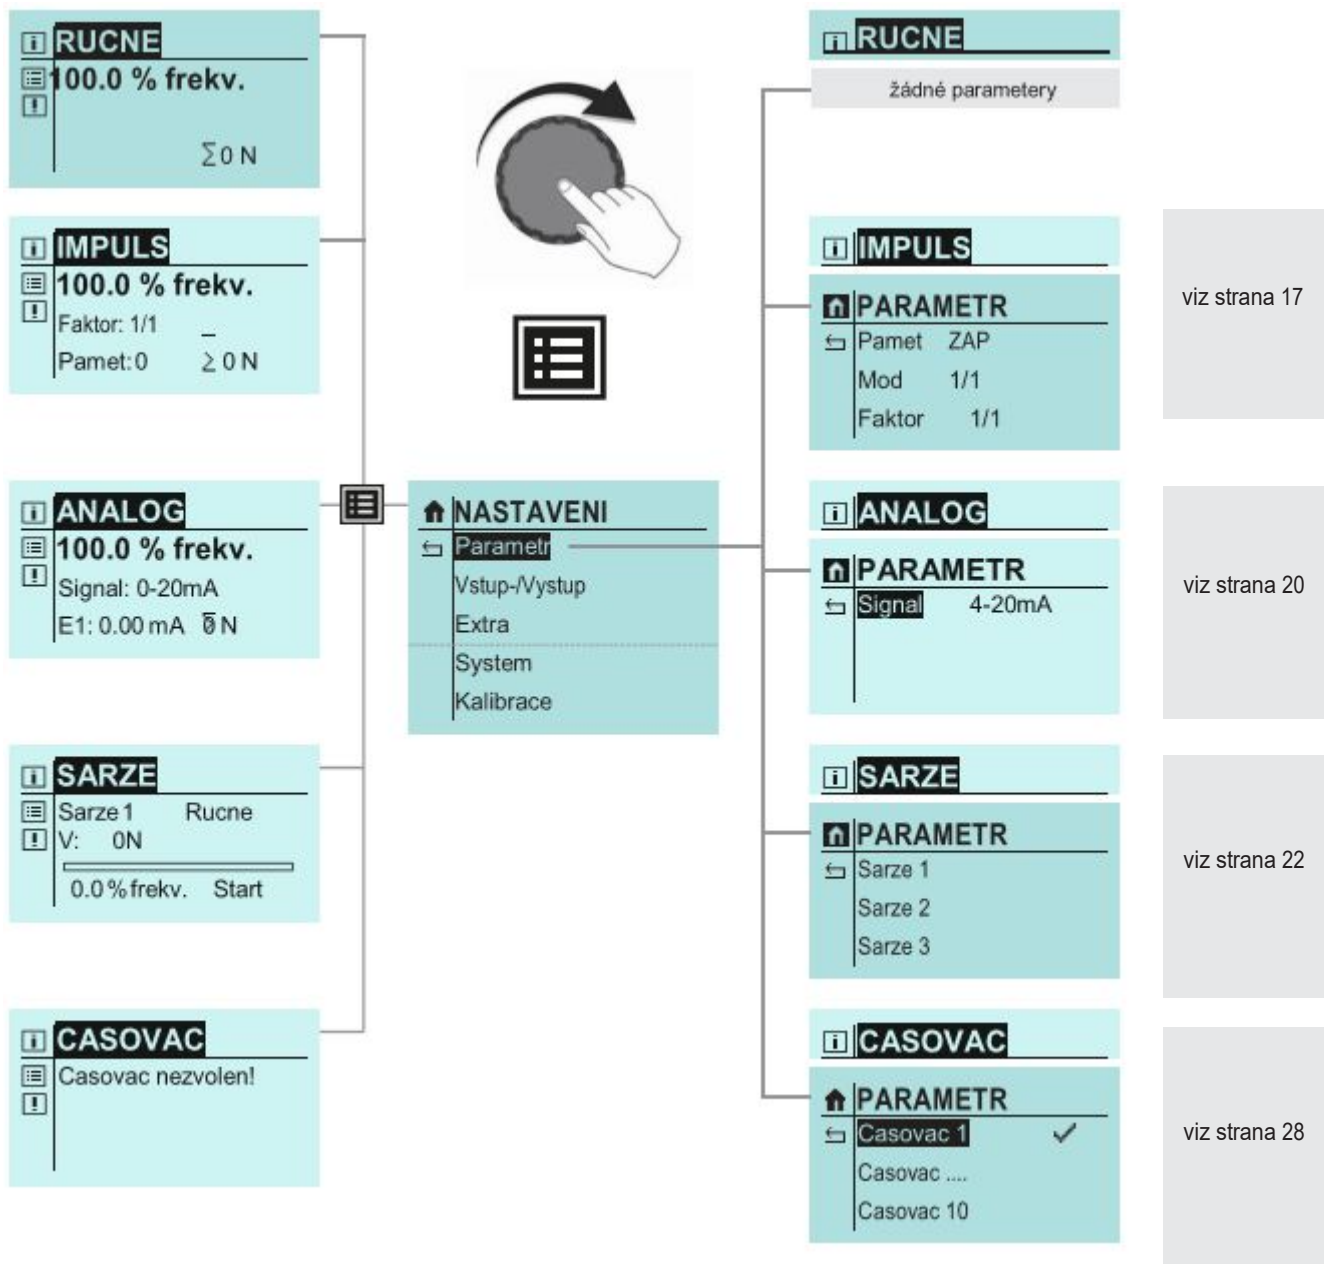 RUCNE
100.0 % frekv.
∑0 N
IMPULS
100.0 % frekv.
Faktor: 1/1
Pamet:0 ≥ 0 N
ANALOG
100.0 % frekv.
Signal: 0-20mA
E1: 0.00 mA 0 N
SARZE
Sarze 1 Rucne
V: 0N
0.0 % frekv. Start
CASOVAC
Casovac nezvolen!
NASTAVENI
Parametr
Vstup-/Vystup
Extra
System
Kalibrace
RUCNE
žádné parametery
IMPULS
PARAMETR
Pamet ZAP
Mod 1/1
Faktor 1/1
viz strana 17
ANALOG
PARAMETR
Signal 4-20mA
viz strana 20
SARZE
PARAMETR
Sarze 1
Sarze 2
Sarze 3
viz strana 22
CASOVAC
PARAMETR
Casovac 1 ✓
Casovac ....
Casovac 10
viz strana 28